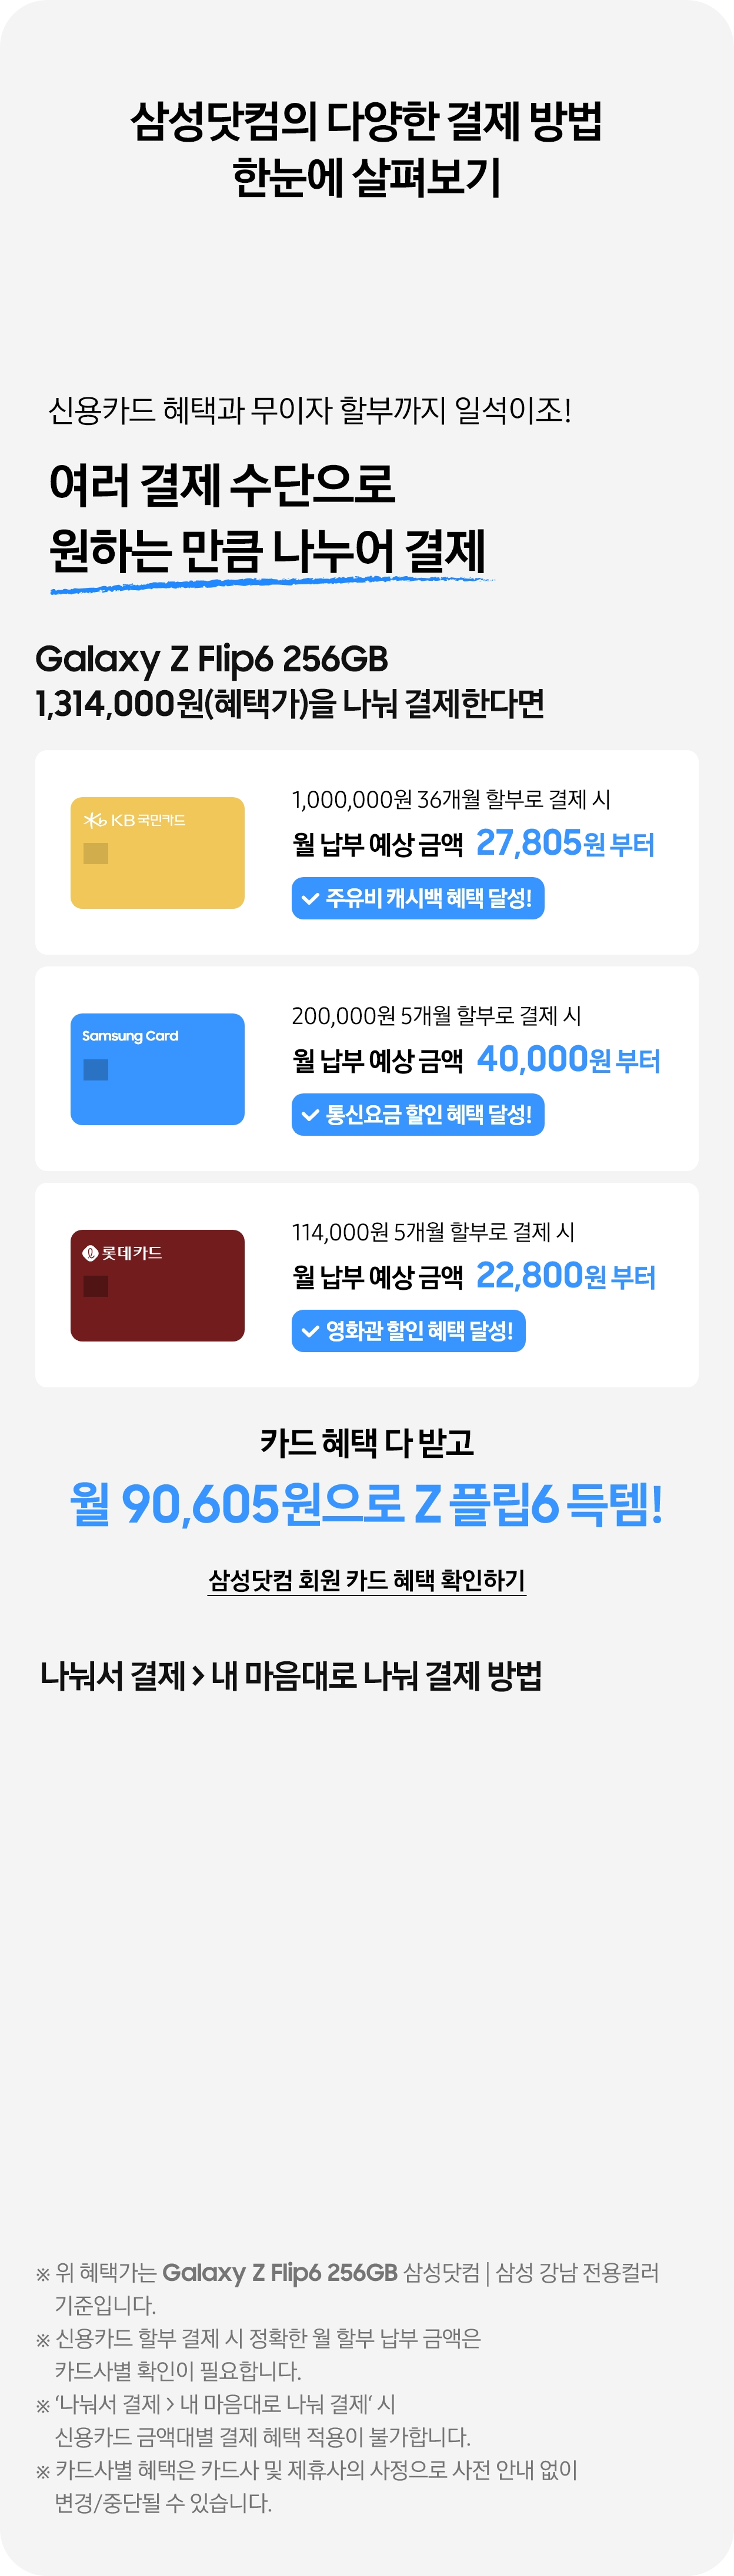 삼성닷컴의 다양한 결제 방법
한눈에 살펴보기
신용카드 혜택과 무이자 할부까지 일석이조!
여러 결제 수단으로
원하는 만큼 나누어 결제
Galaxy Z Flip6 256GB
1,314,000원(혜택가)을 나눠 결제한다면
KB 국민카드
1,000,000원 36개월 할부로 결제 시
월 납부 예상 금액 27,805원 부터
주유비 캐시백 혜택 달성!
Samsung Card
200,000원 5개월 할부로 결제 시
월 납부 예상 금액 40,000원 부터
통신요금 할인 혜택 달성!
롯데카드
114,000원 5개월 할부로 결제 시
월 납부 예상 금액 22,800원 부터
영화관 할인 혜택 달성!
카드 혜택 다 받고
월 90,605원으로 Z 플립6 득템!
삼성닷컴 회원 카드 혜택 확인하기
나눠서 결제 > 내 마음대로 나눠 결제 방법
※ 위 혜택가는 Galaxy Z Flip6 256GB 삼성닷컴 | 삼성 강남 전용컬러
기준입니다.
※ 신용카드 할부 결제 시 정확한 월 할부 납부 금액은
카드사별 확인이 필요합니다.
※ ‘나눠서 결제 > 내 마음대로 나눠 결제‘ 시
신용카드 금액대별 결제 혜택 적용이 불가합니다.
※ 카드사별 혜택은 카드사 및 제휴사의 사정으로 사전 안내 없이
변경/중단될 수 있습니다.